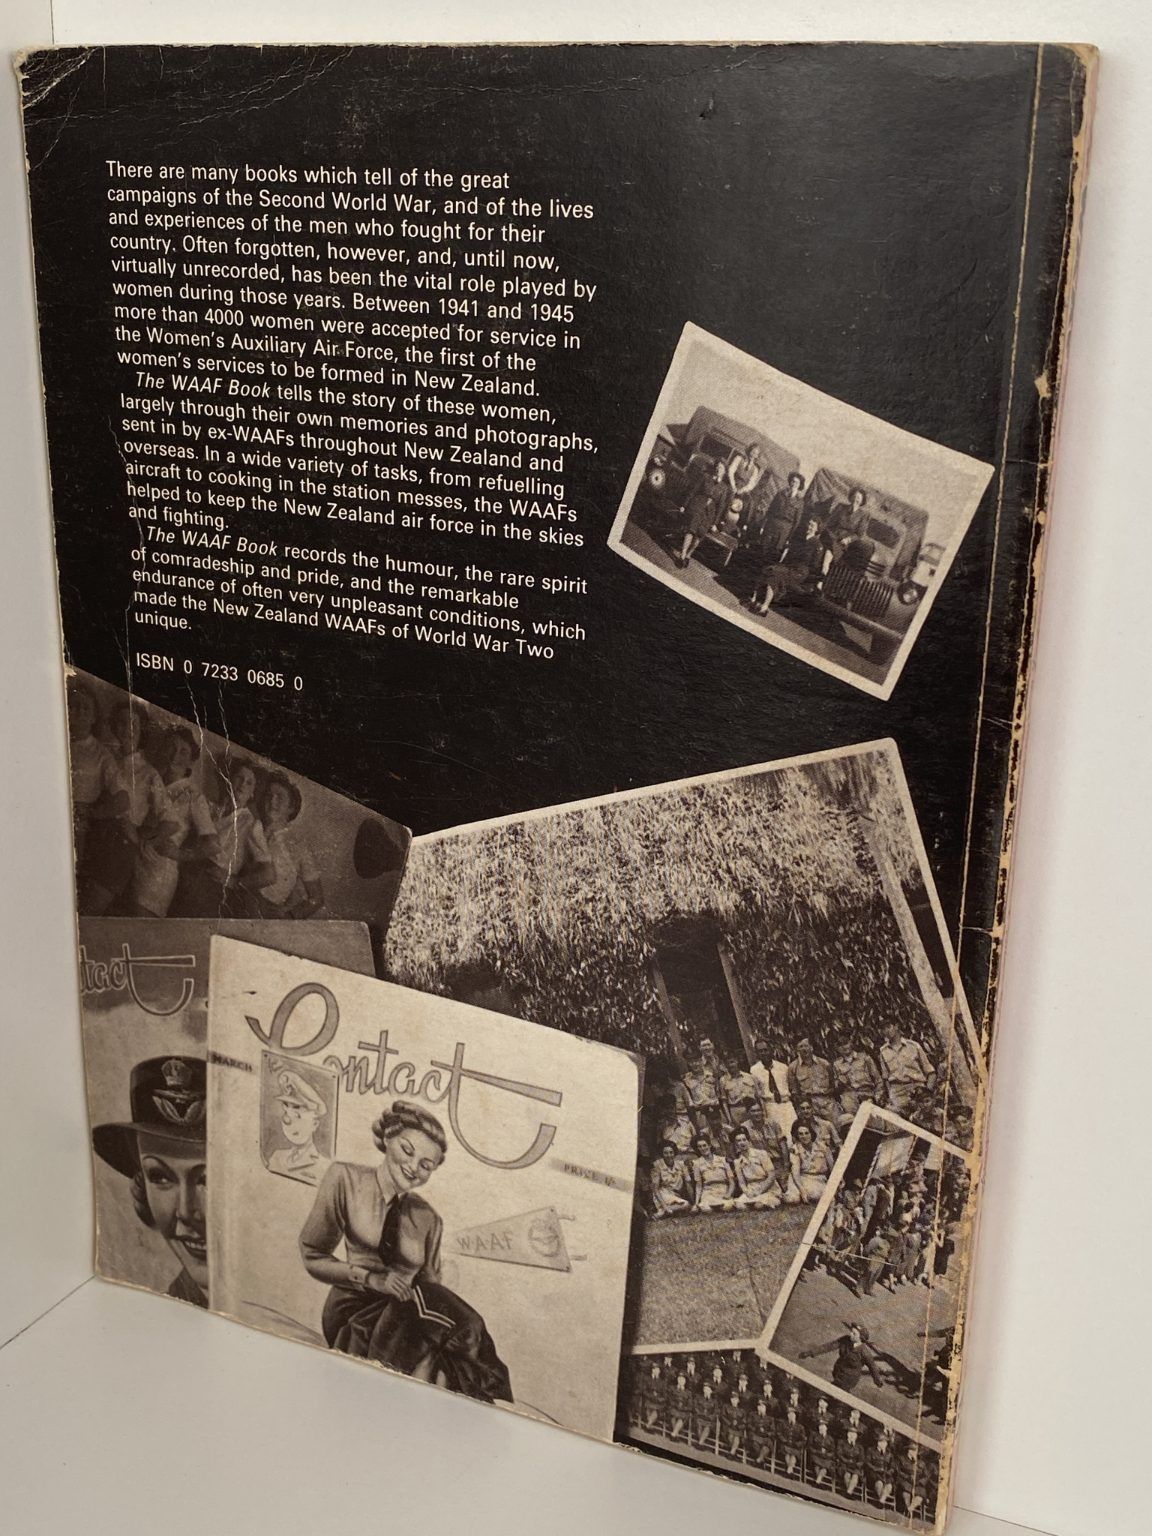 There are many books which tell of the great
campaigns of the Second World War, and of the lives
and experiences of the men who fought for their
country. Often forgotten, however, and, until now,
virtually unrecorded, has been the vital role played by
women during those years. Between 1941 and 1945
more than 4000 women were accepted for service in
the Women's Auxiliary Air Force, the first of the
women's services to be formed in New Zealand.
The WAAF Book tells the story of these women,
largely through their own memories and photographs,
sent in by ex-WAAFs throughout New Zealand and
overseas. In a wide variety of tasks, from refuelling
aircraft to cooking in the station messes, the WAAFs
helped to keep the New Zealand air force in the skies
and fighting.
The WAAF Book records the humour, the rare spirit
of comradeship and pride, and the remarkable
endurance of often very unpleasant conditions, which
made the New Zealand WAAFs of World War Two
unique.
ISBN 0 7233 0685 0
tact
Contact
MARCH
PRICE
WAAF